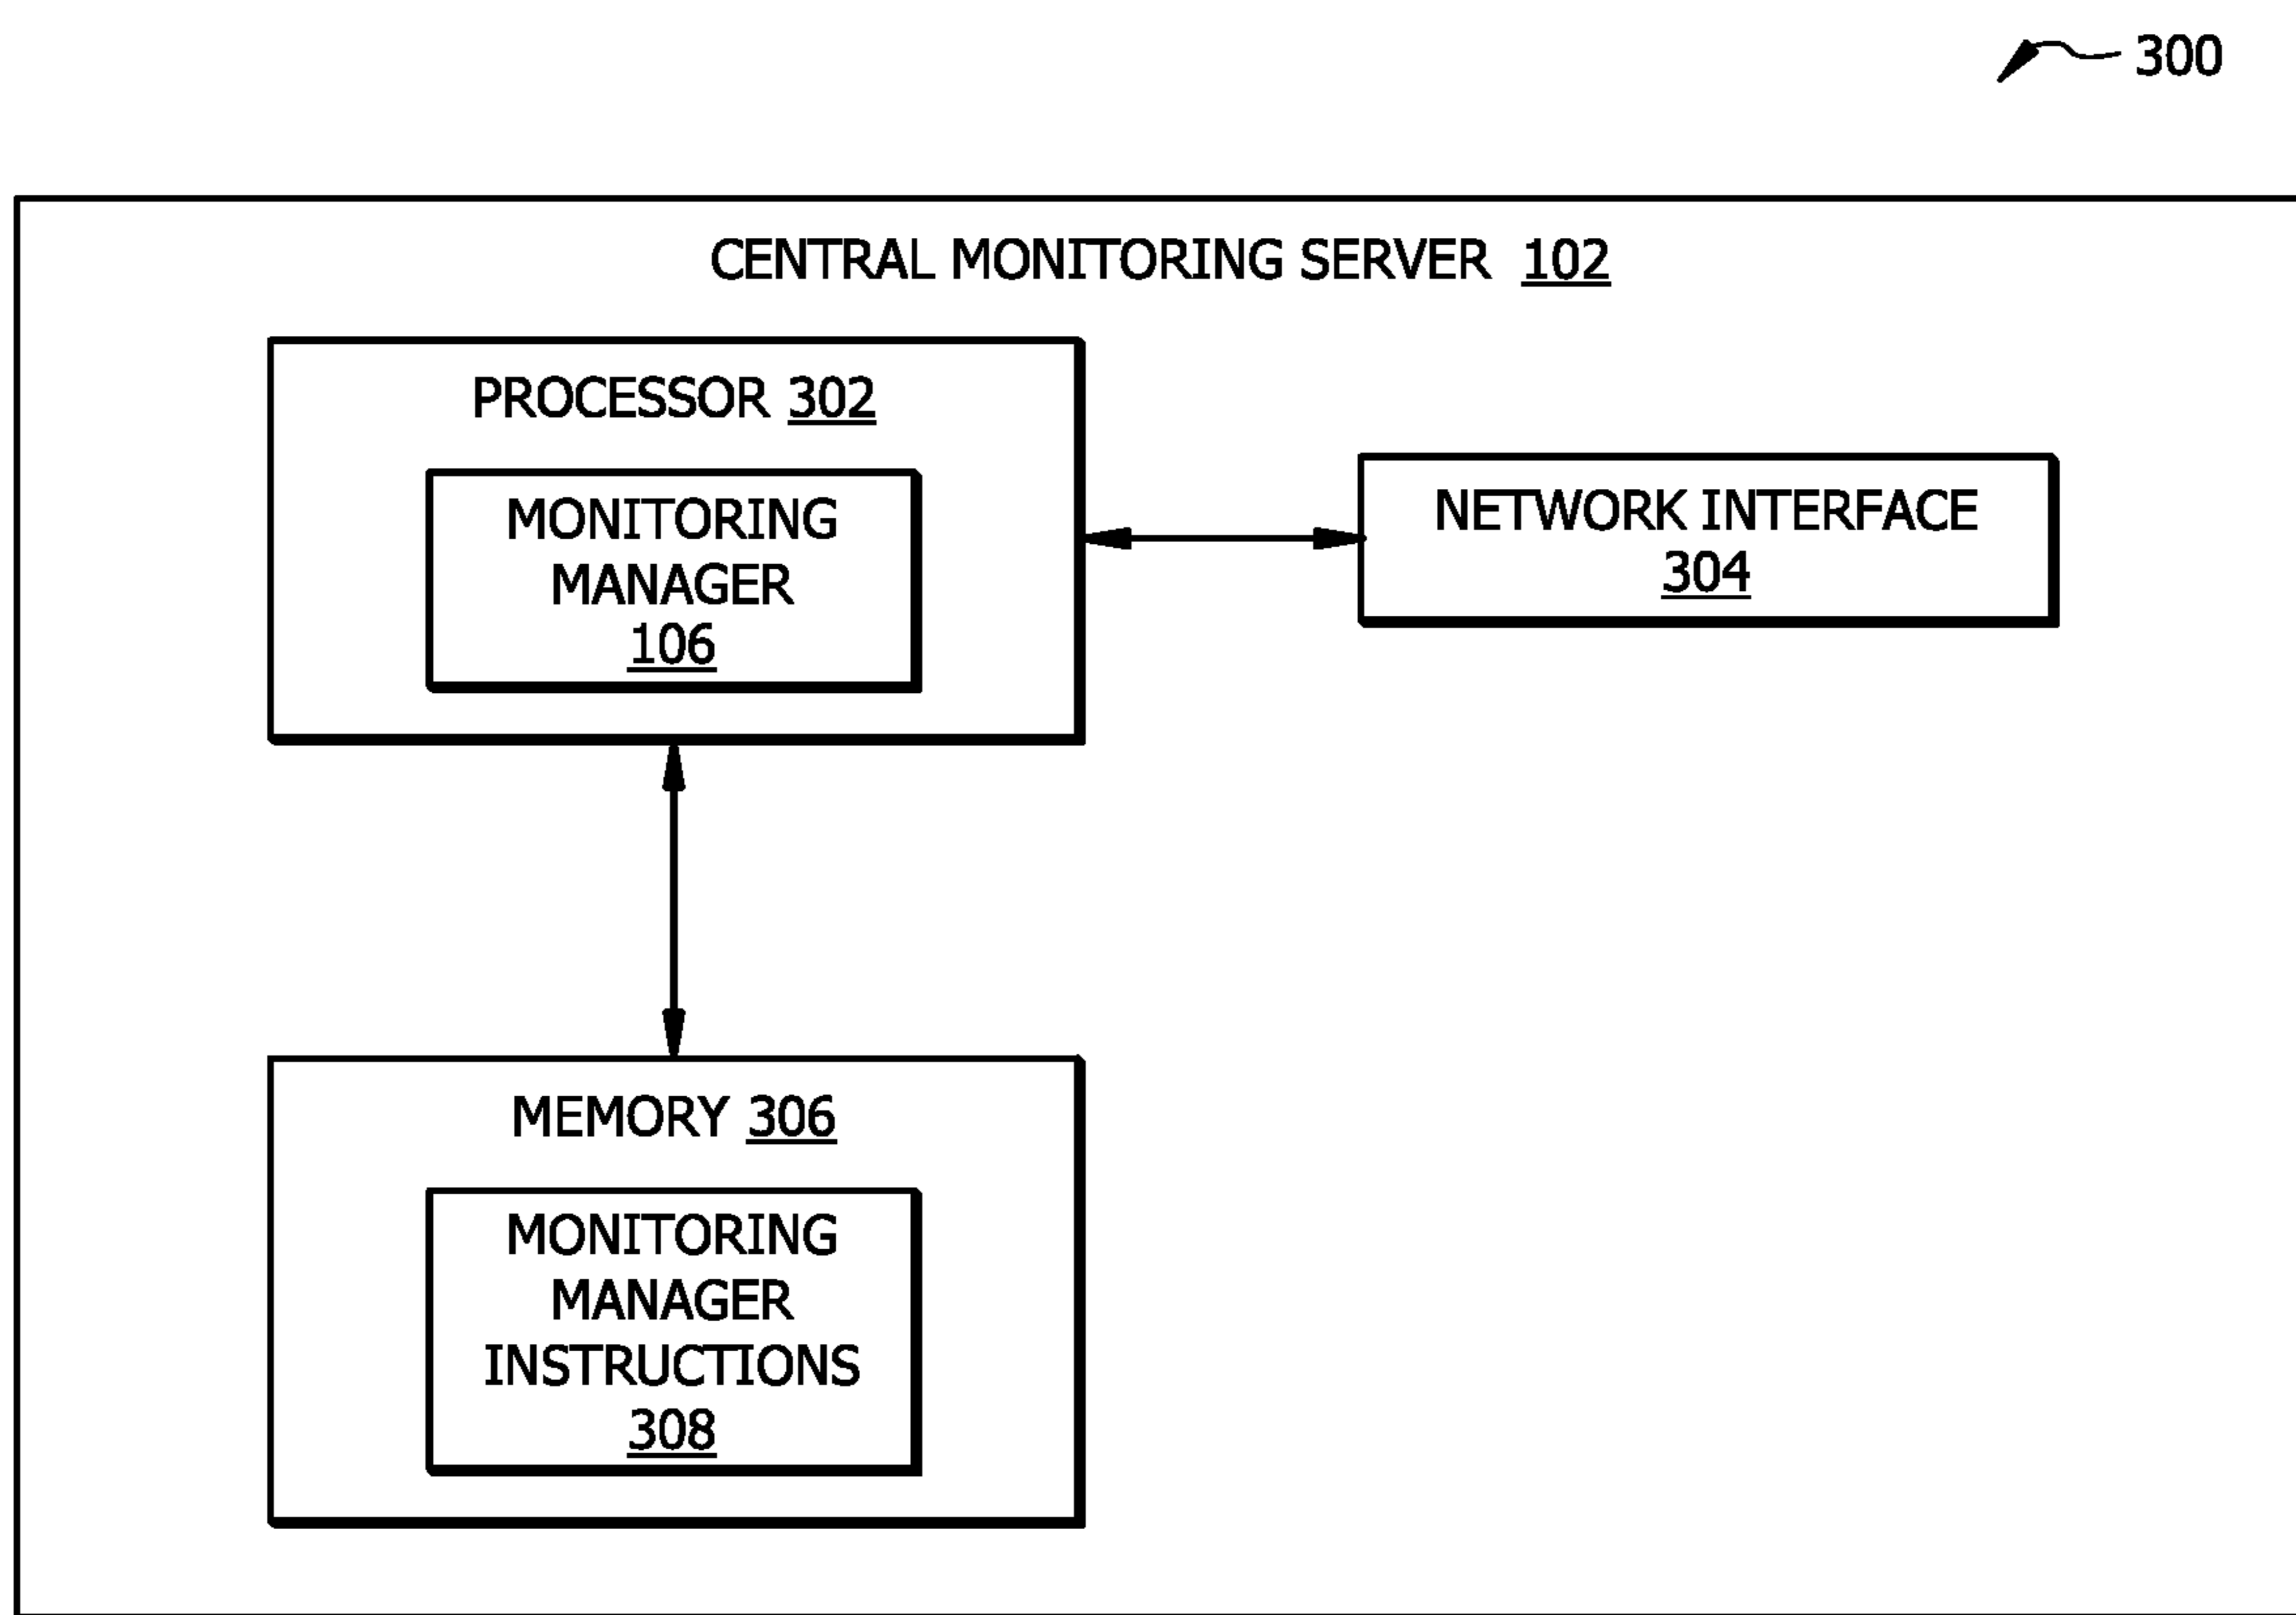 300
CENTRAL MONITORING SERVER 102
PROCESSOR 302
MONITORING
MANAGER
106
NETWORK INTERFACE
304
MEMORY 306
MONITORING
MANAGER
INSTRUCTIONS
308